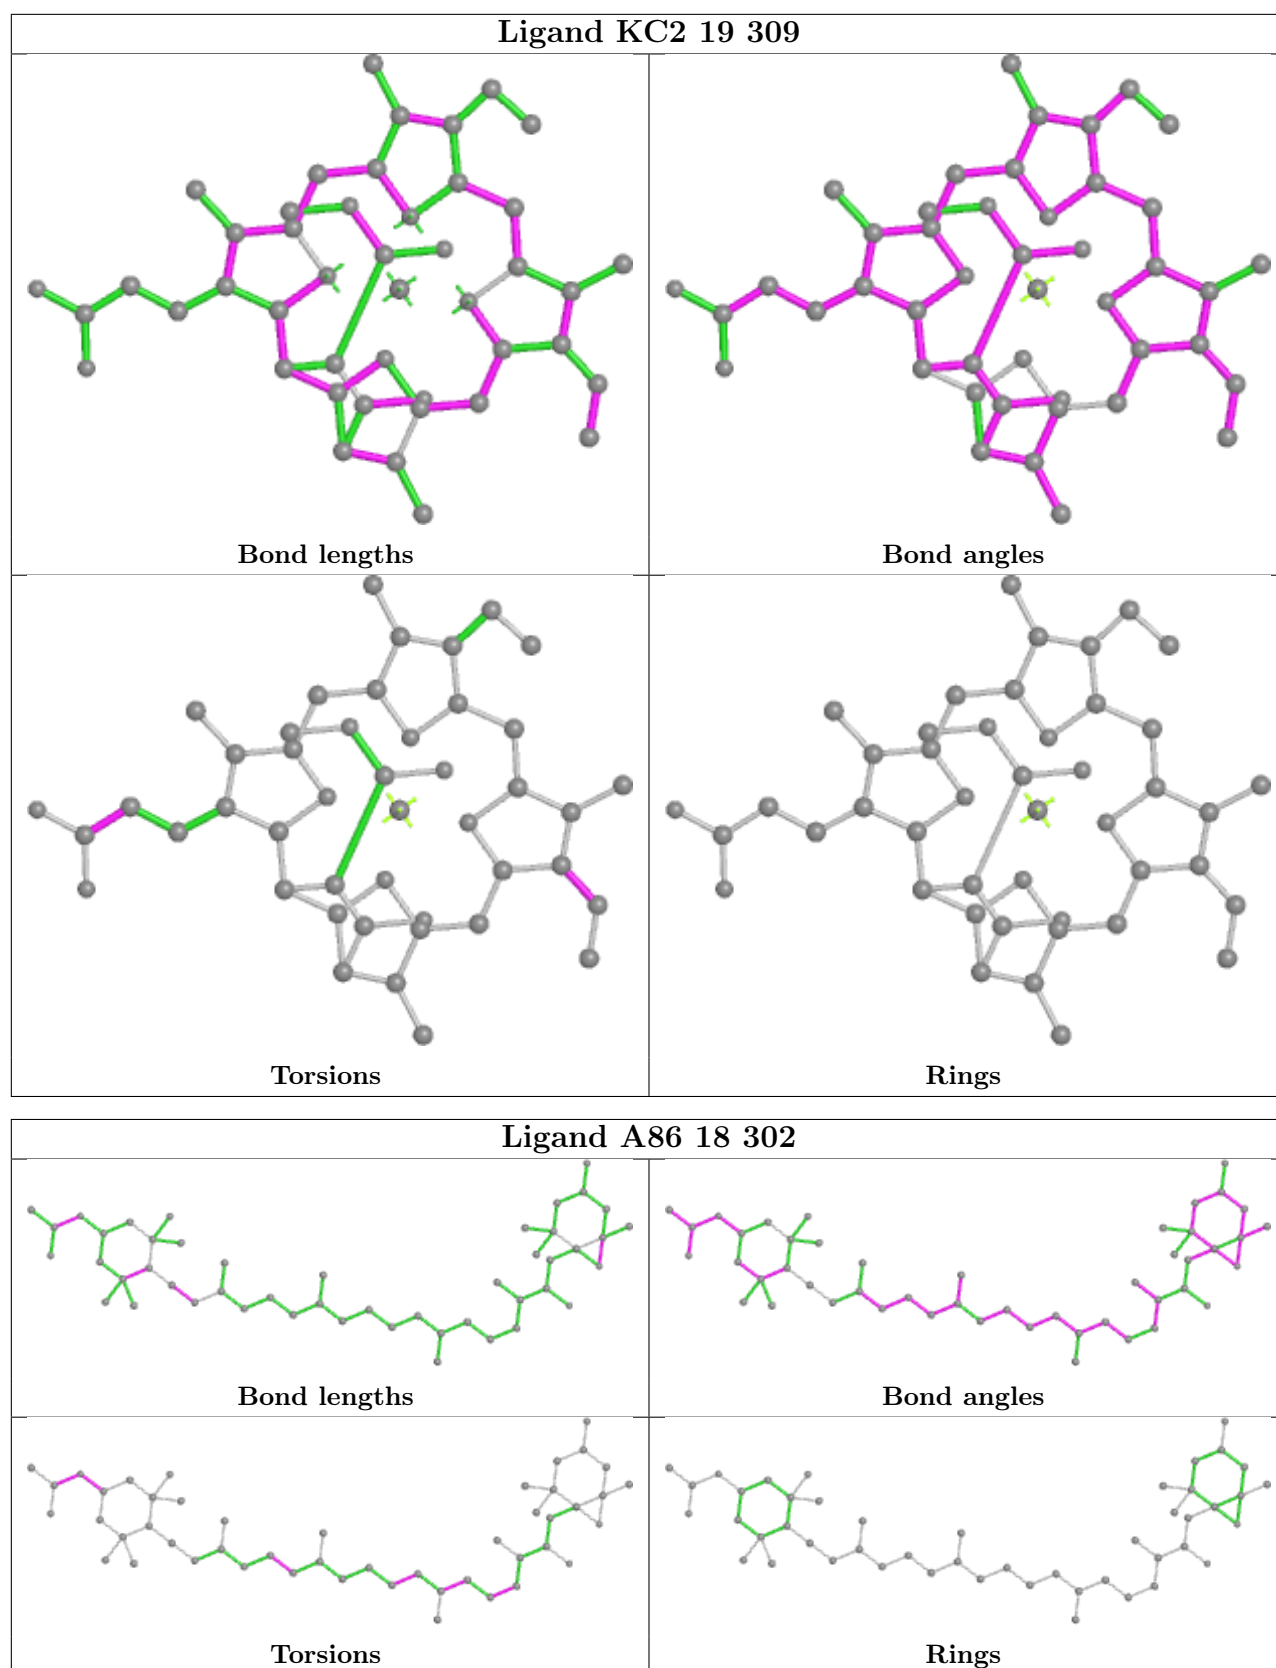 Ligand KC2 19 309
Bond lengths
Bond angles
Torsions
Rings
Ligand A86 18 302
Bond lengths
Bond angles
Torsions
Rings